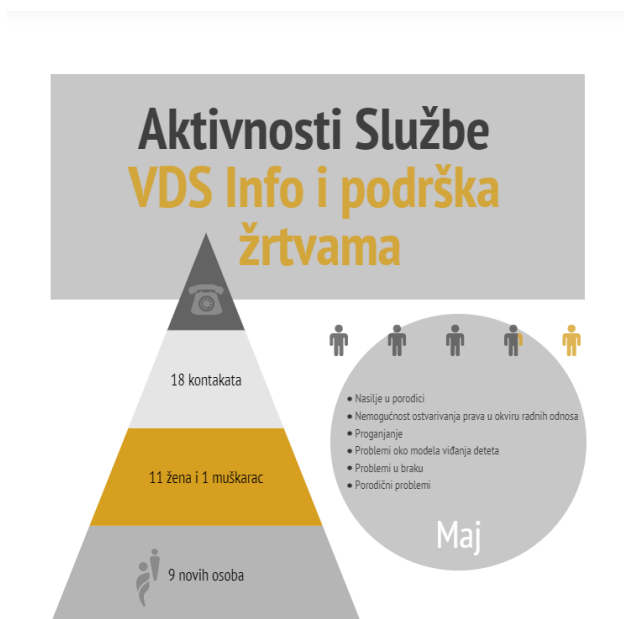 Aktivnosti Službe
VDS Info i podrška
žrtvama
18 kontakata
11 žena i 1 muškarac
9 novih osoba
• Nasilje u porodici
• Nemogućnost ostvarivanja prava u okviru radnih odnosa
• Proganjanje
• Problemi oko modela viđanja deteta
• Problemi u braku
• Porodični problemi
Maj